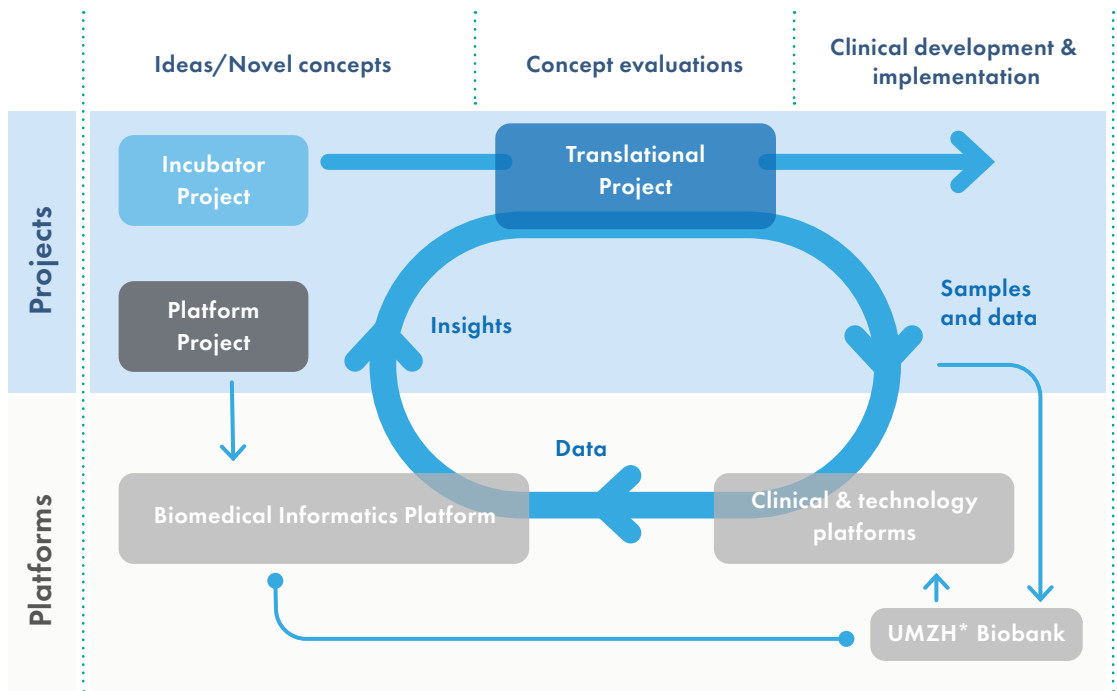 Ideas/Novel concepts
Concept evaluations
Clinical development &
implementation
Projects
Incubator
Project
Translational
Project
Platform
Project
Insights
Samples
and data
Platforms
Data
Biomedical Informatics Platform
Clinical & technology
platforms
UMZH* Biobank